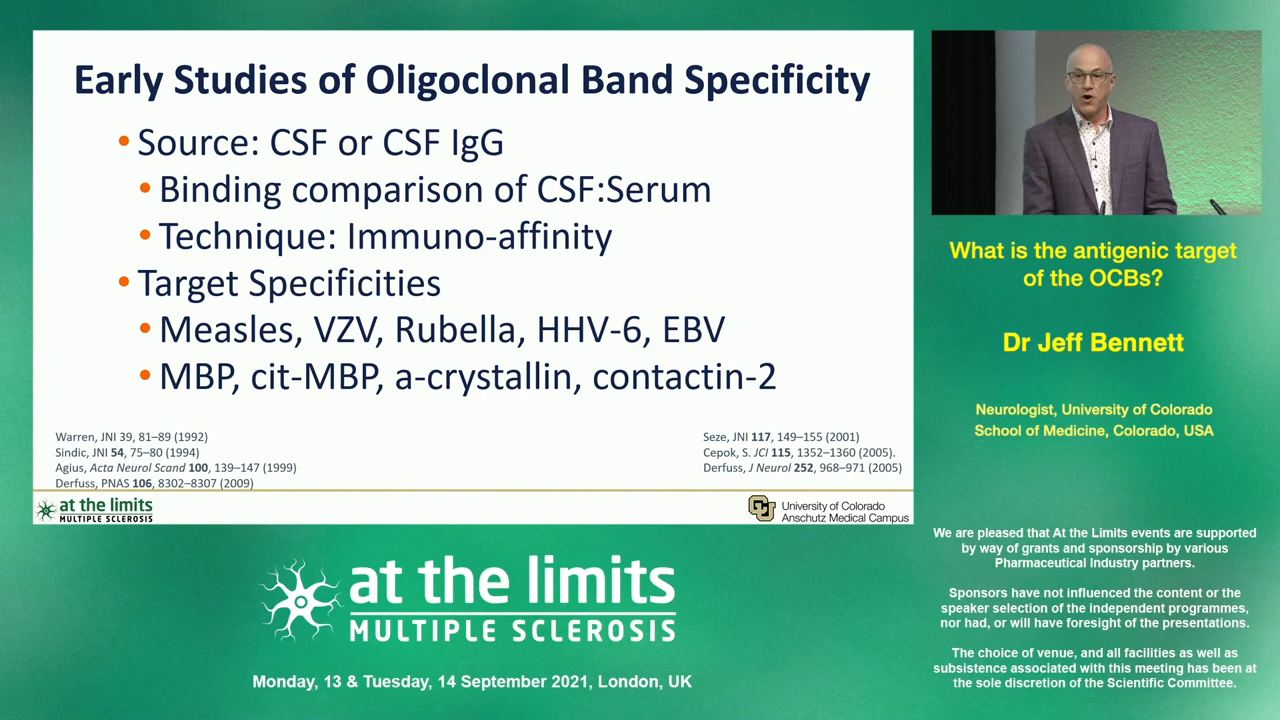 Early Studies of Oligoclonal Band Specificity
• Source: CSF or CSF IgG
• Binding comparison of CSF:Serum
• Technique: Immuno-affinity
• Target Specificities
• Measles, VZV, Rubella, HHV-6, EBV
• MBP, cit-MBP, a-crystallin, contactin-2
Warren, JNI 39, 81–89 (1992)
Sindic, JNI 54, 75–80 (1994)
Agius, Acta Neurol Scand 100, 139–147 (1999)
Derfuss, PNAS 106, 8302–8307 (2009)
Seze, JNI 117, 149–155 (2001)
Cepok, S. JCI 115, 1352–1360 (2005).
Derfuss, J Neurol 252, 968–971 (2005)
at the limits
MULTIPLE SCLEROSIS
CU
University of Colorado
Anschutz Medical Campus
What is the antigenic target
of the OCBs?
Dr Jeff Bennett
Neurologist, University of Colorado
School of Medicine, Colorado, USA
We are pleased that At the Limits events are supported
by way of grants and sponsorship by various
Pharmaceutical Industry partners.
Sponsors have not influenced the content or the
speaker selection of the independent programmes,
nor had, or will have foresight of the presentations.
The choice of venue, and all facilities as well as
subsistence associated with this meeting has been at
the sole discretion of the Scientific Committee.
at the limits
MULTIPLE SCLEROSIS
Monday, 13 & Tuesday, 14 September 2021, London, UK